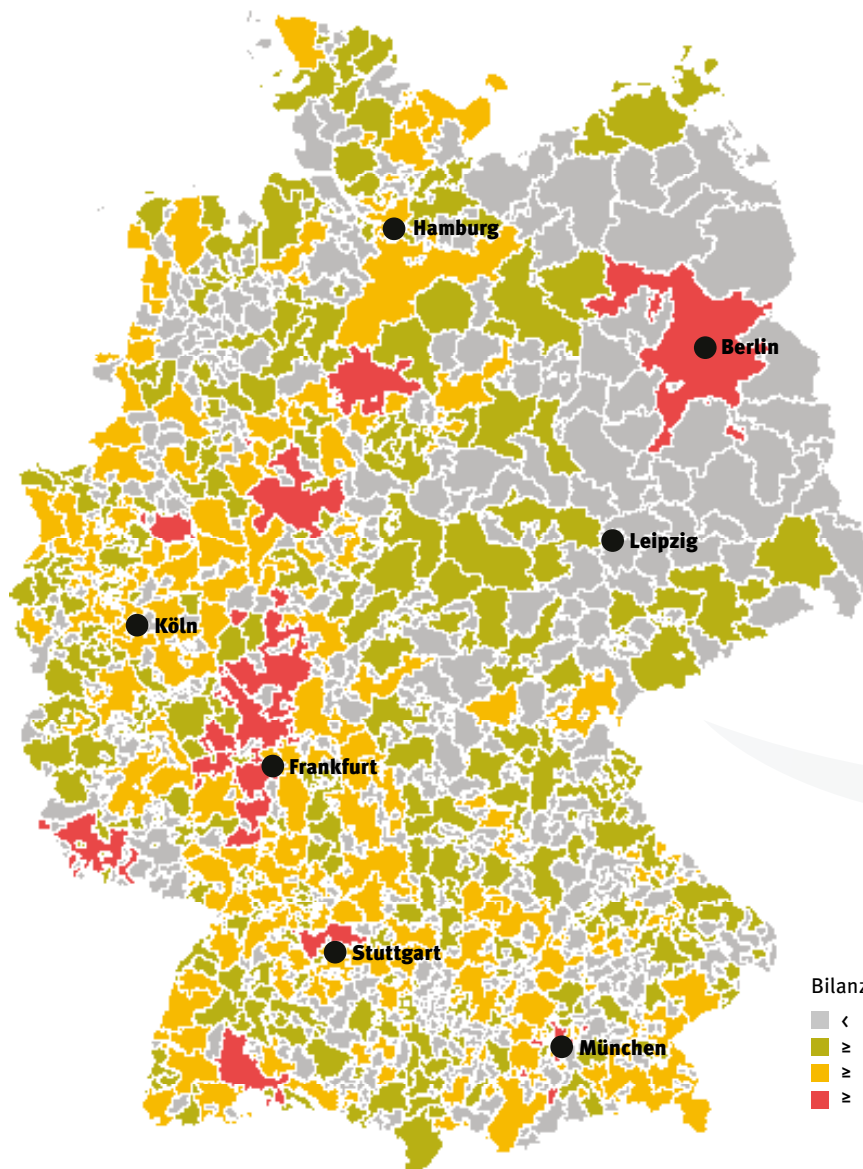 Hamburg
Berlin
Leipzig
Köln
Frankfurt
Stuttgart
Bilanz
<
≥
München
≥
≥